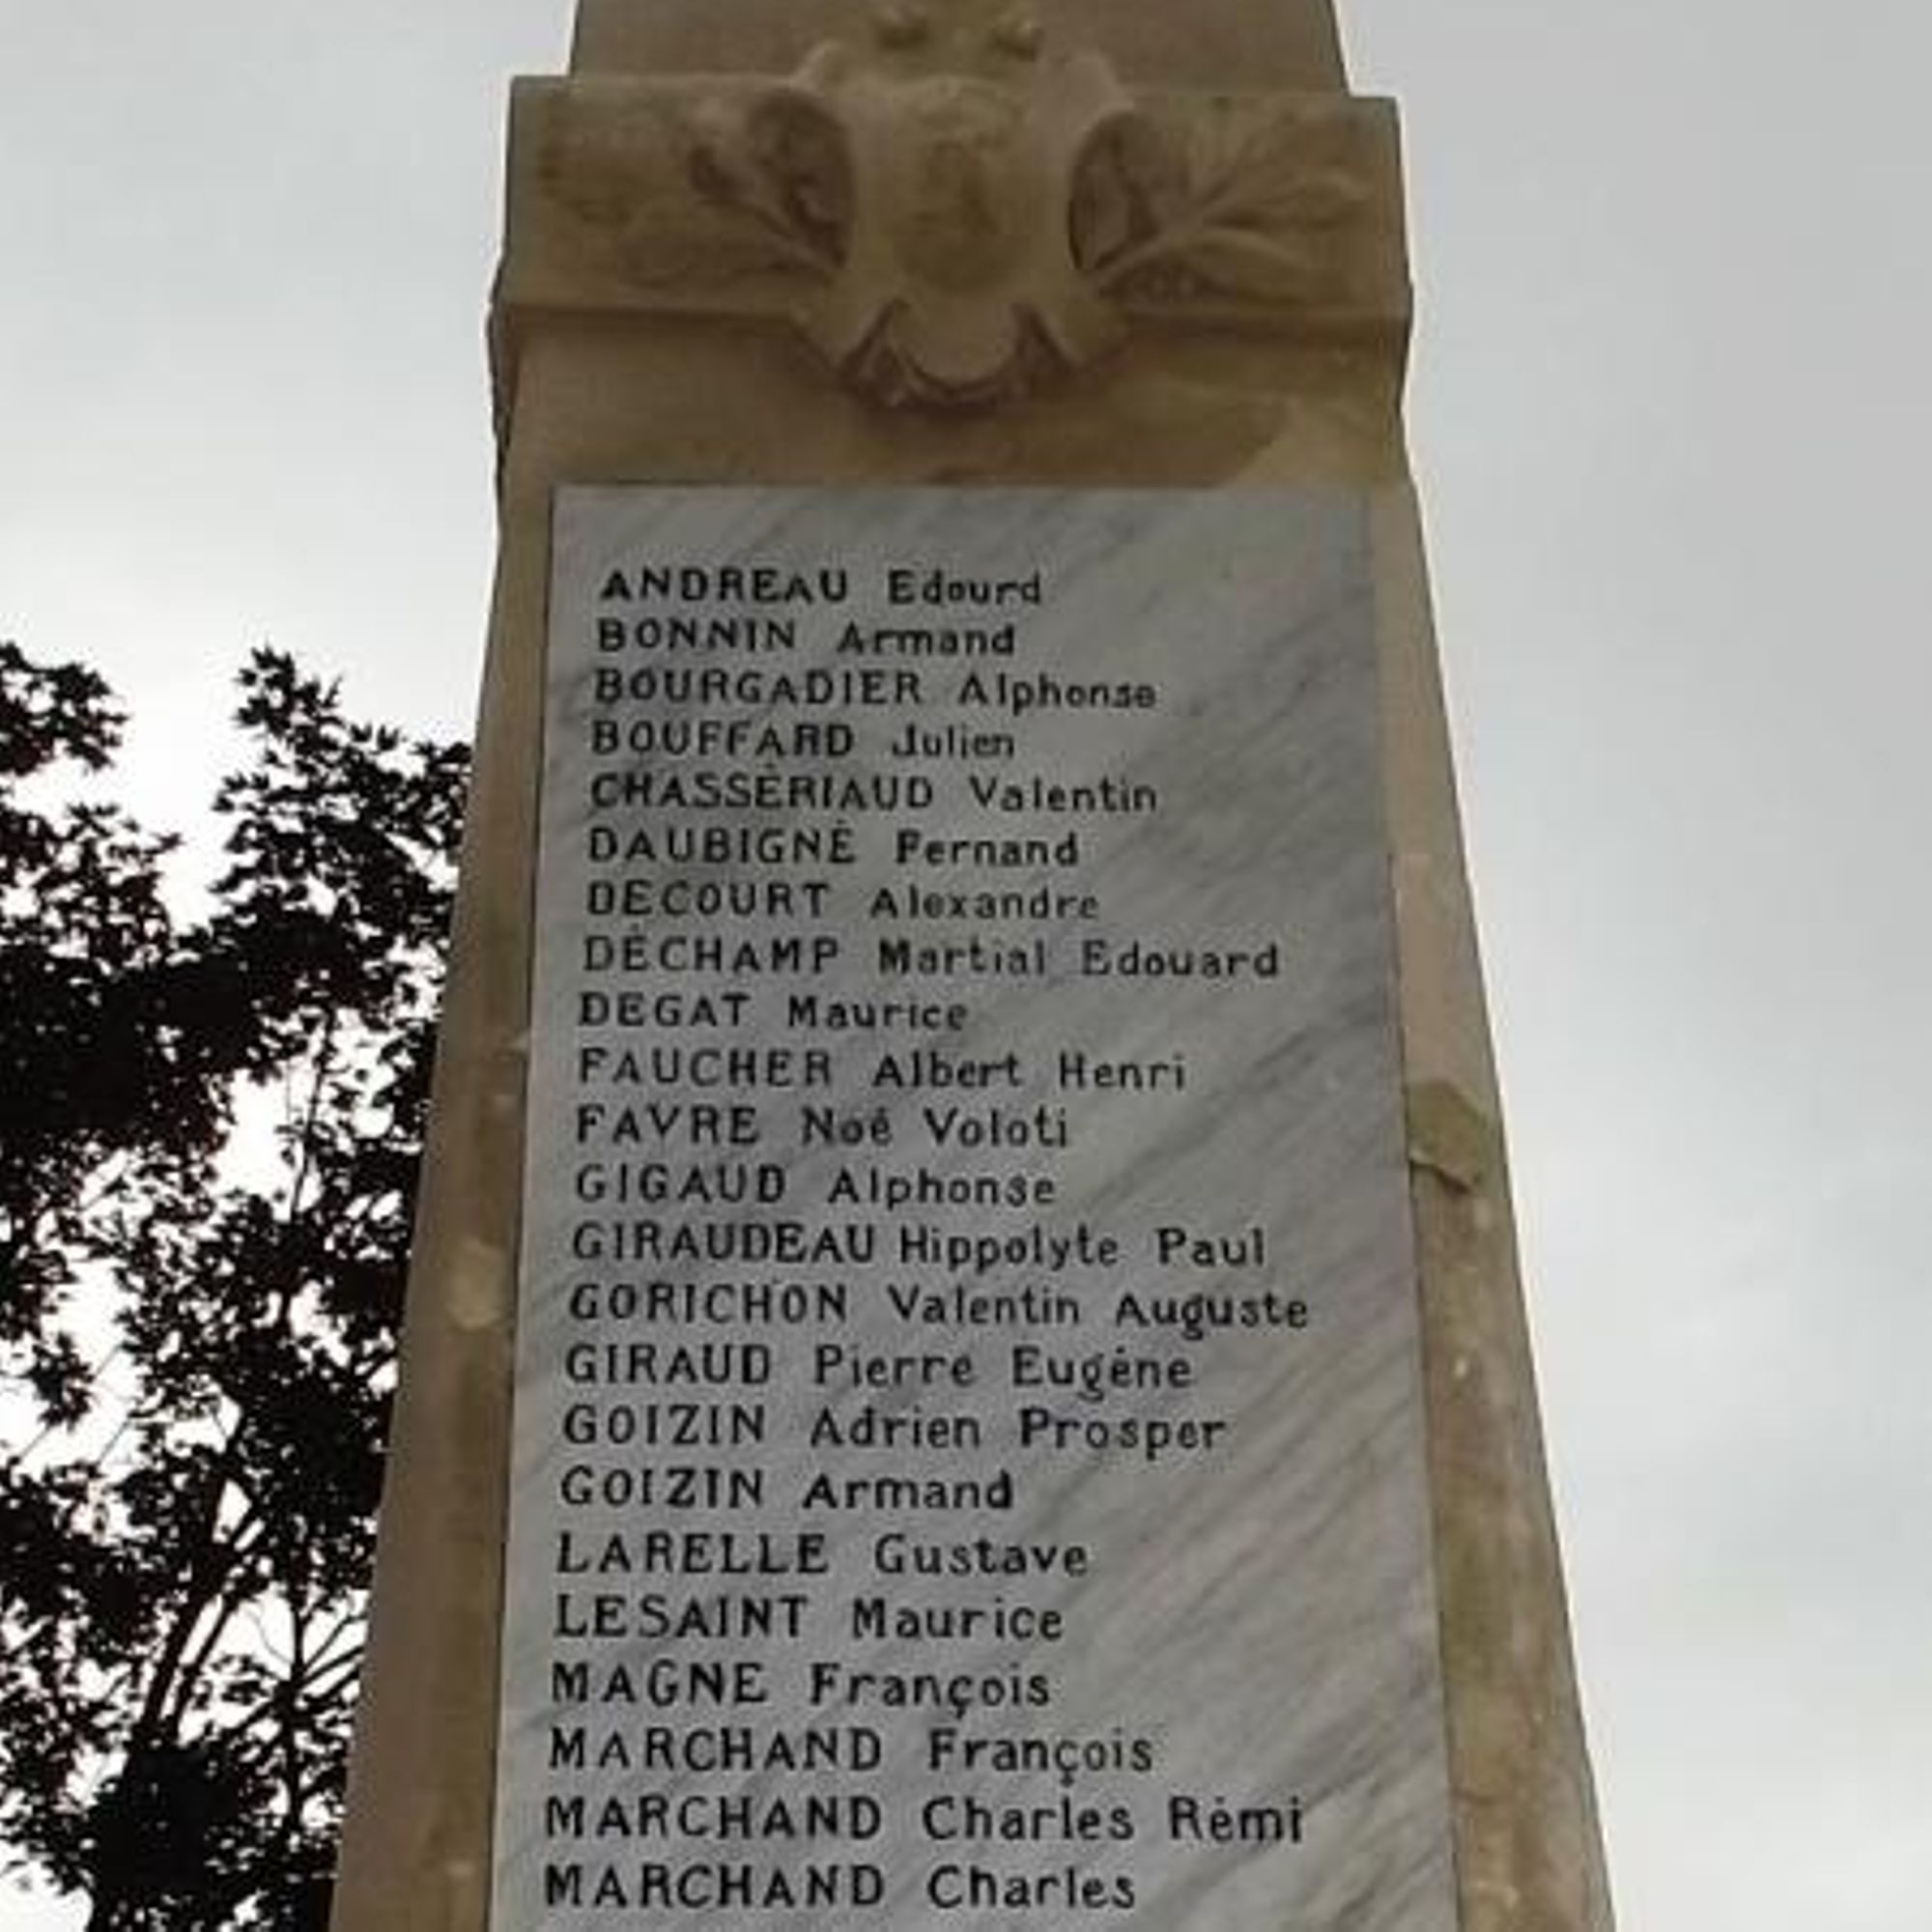 ANDREAU Edourd
BONNIN Armand
BOURGADIER Alphonse
BOUFFARD Julien
CHASSÉRIAUD Valentin
DAUBIGNÉ Fernand
DECOURT Alexandre
DÉCHAMP Martial Edouard
DEGAT Maurice
FAUCHER Albert Henri
FAVRE Noé Voloti
GIGAUD Alphonse
GIRAUDEAU Hippolyte Paul
GORICHON Valentin Auguste
GIRAUD Pierre Eugène
GOIZIN Adrien Prosper
GOIZIN Armand
LARELLE Gustave
LESAINT Maurice
MAGNE François
MARCHAND François
MARCHAND Charles Rémi
MARCHAND Charles